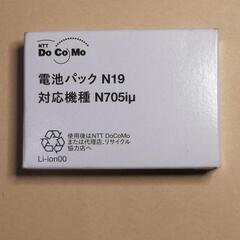 NTT
DoCoMo
電池パック N19
対応機種 N705iμ
使用後はNTT DoCoMo
または代理店、リサイクル
協力店へ
Li-ion00